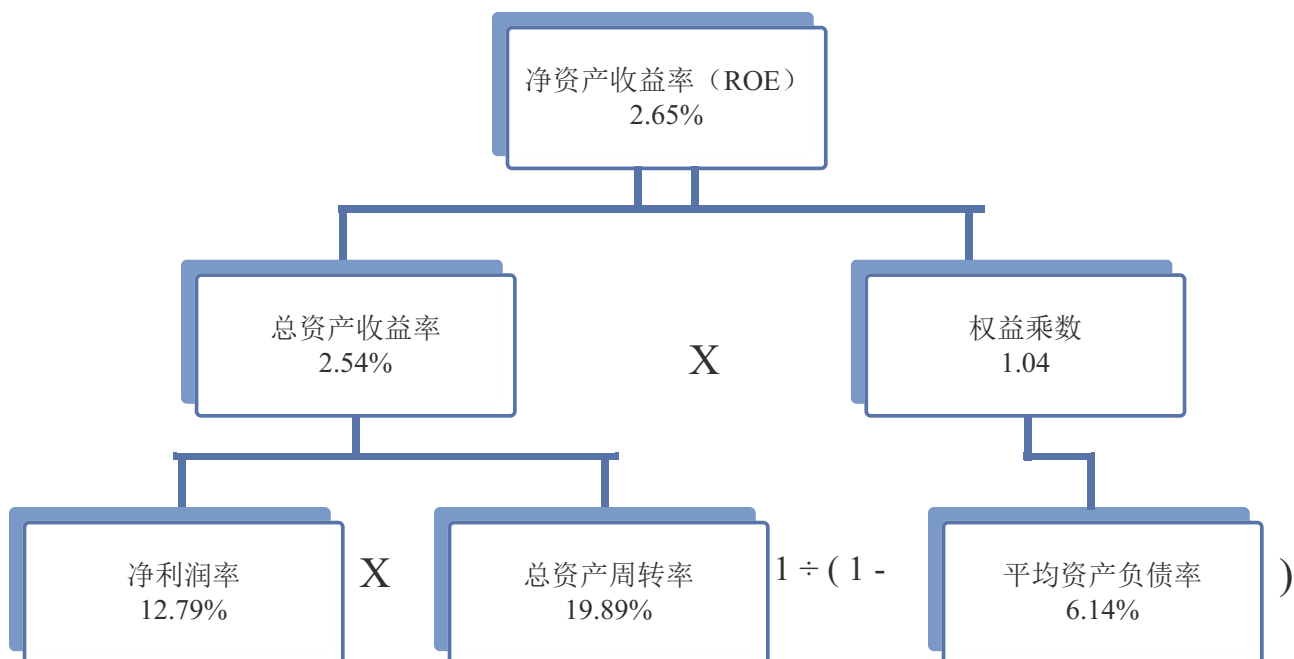 净资产收益率（ROE）
2.65%
总资产收益率
2.54%
X
权益乘数
1.04
净利润率
12.79%
X
总资产周转率
19.89%
1 ÷ ( 1 -
平均资产负债率
6.14%
)